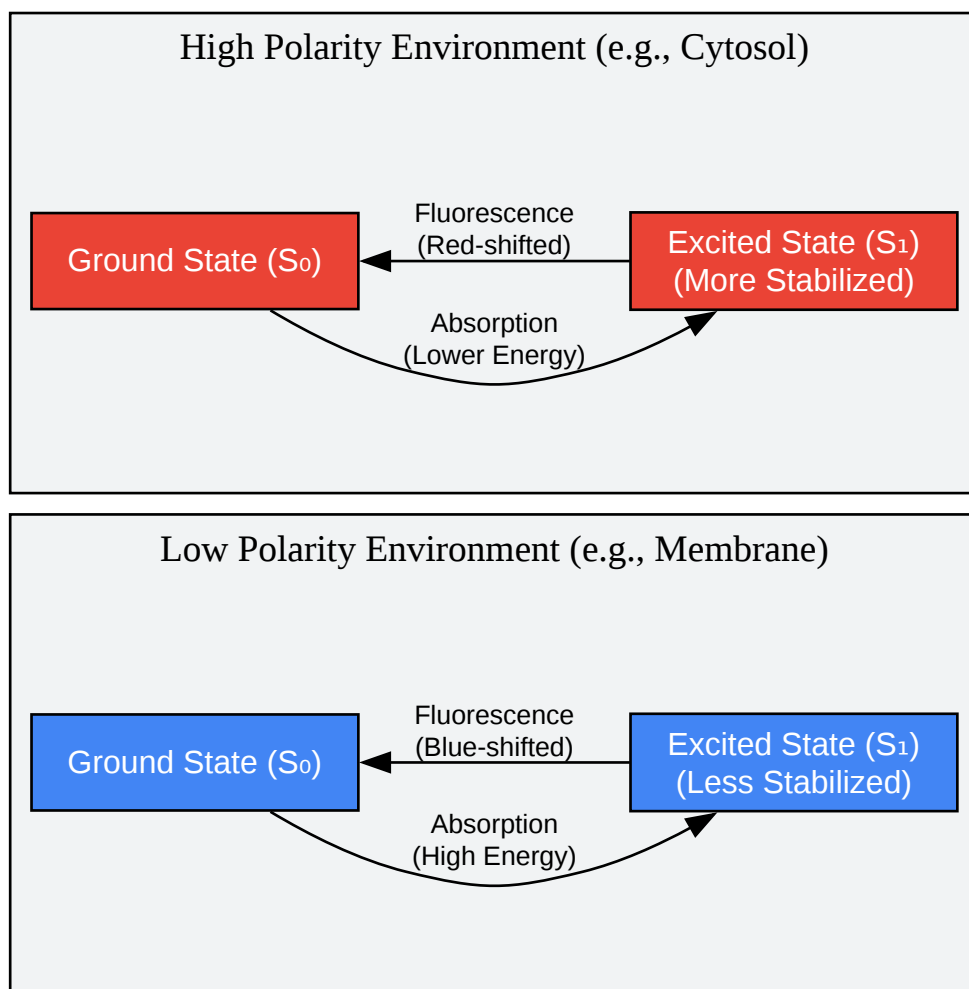 High Polarity Environment (e.g., Cytosol)
Fluorescence
(Red-shifted)
Ground State (S₀)
Excited State (S₁)
(More Stabilized)
Absorption
(Lower Energy)
Low Polarity Environment (e.g., Membrane)
Fluorescence
(Blue-shifted)
Ground State (S₀)
Excited State (S₁)
(Less Stabilized)
Absorption
(High Energy)